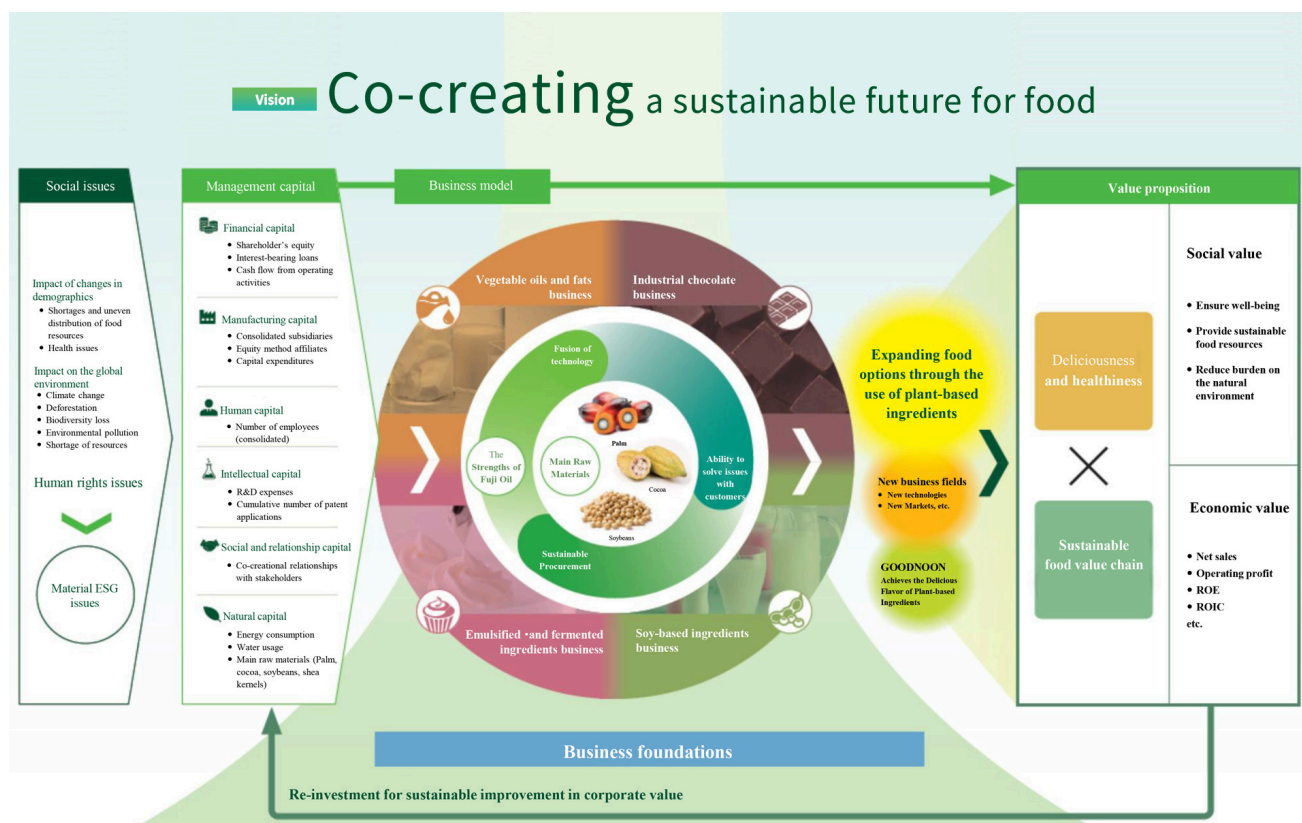 Vision
Co-creating a sustainable future for food
Social issues
Impact of changes in
demographics
• Shortages and uneven
distribution of food
resources
• Health issues
Impact on the global
environment
• Climate change
• Deforestation
• Biodiversity loss
• Environmental pollution
• Shortage of resources
Human rights issues
Material ESG
issues
Management capital
Financial capital
• Shareholder's equity
• Interest-bearing loans
• Cash flow from operating
activities
Manufacturing capital
• Consolidated subsidiaries
• Equity method affiliates
• Capital expenditures
Human capital
• Number of employees
(consolidated)
Intellectual capital
• R&D expenses
• Cumulative number of patent
applications
Social and relationship capital
• Co-creational relationships
with stakeholders
Natural capital
• Energy consumption
• Water usage
• Main raw materials (Palm,
cocoa, soybeans, shea
kernels)
Business model
Vegetable oils and fats
business
Industrial chocolate
business
Fusion of
technology
The
Strengths of
Fuji Oil
Main Raw
Materials
Palm
Cocoa
Soybeans
Ability to
solve issues
with
customers
Sustainable
Procurement
Emulsified ·and fermented
ingredients business
Soy-based ingredients
business
Expanding food
options through the
use of plant-based
ingredients
New business fields
• New technologies
• New Markets, etc.
GOODNOON
Achieves the Delicious
Flavor of Plant-based
Ingredients
Value proposition
Deliciousness
and healthiness
Sustainable
food value chain
Social value
• Ensure well-being
• Provide sustainable
food resources
• Reduce burden on
the natural
environment
Economic value
• Net sales
• Operating profit
• ROE
• ROIC
etc.
Business foundations
Re-investment for sustainable improvement in corporate value